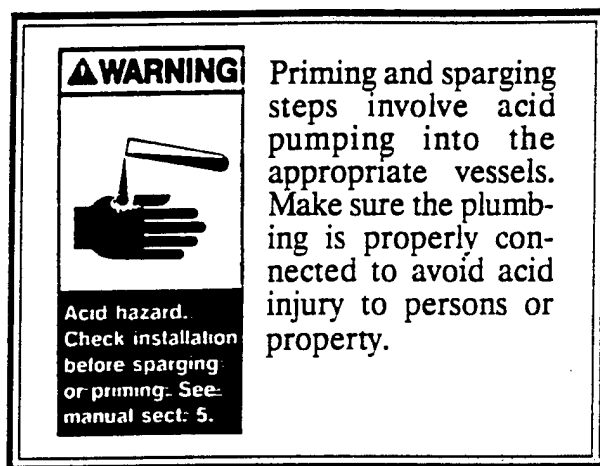 WARNING
Acid hazard.
Check installation
before sparging
or priming. See
manual sect. 5.
Priming and sparging
steps involve acid
pumping into the
appropriate vessels.
Make sure the plumb-
ing is properly con-
nected to avoid acid
injury to persons or
property.